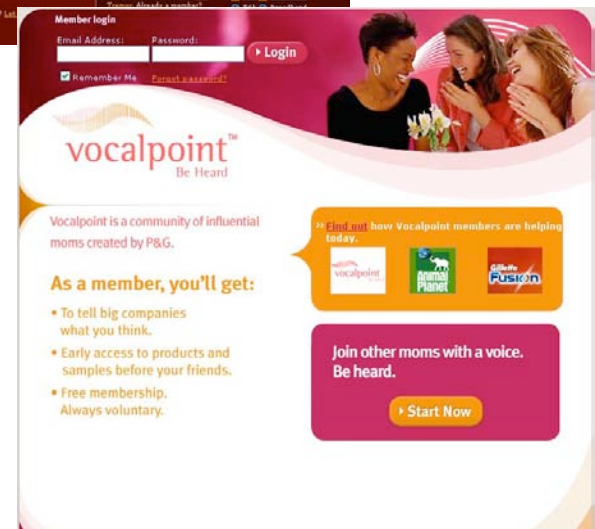 Tremor Already a member?
Member login
Email Address: Password:
Login
Remember Me Forgot password?
vocalpoint™
Be Heard
Vocalpoint is a community of influential
moms created by P&G.
As a member, you'll get:
• To tell big companies
what you think.
• Early access to products and
samples before your friends.
• Free membership.
Always voluntary.
» Find out how Vocalpoint members are helping
today.
vocalpoint
Animal
Planet
Gillette
Fusion
Join other moms with a voice.
Be heard.
Start Now